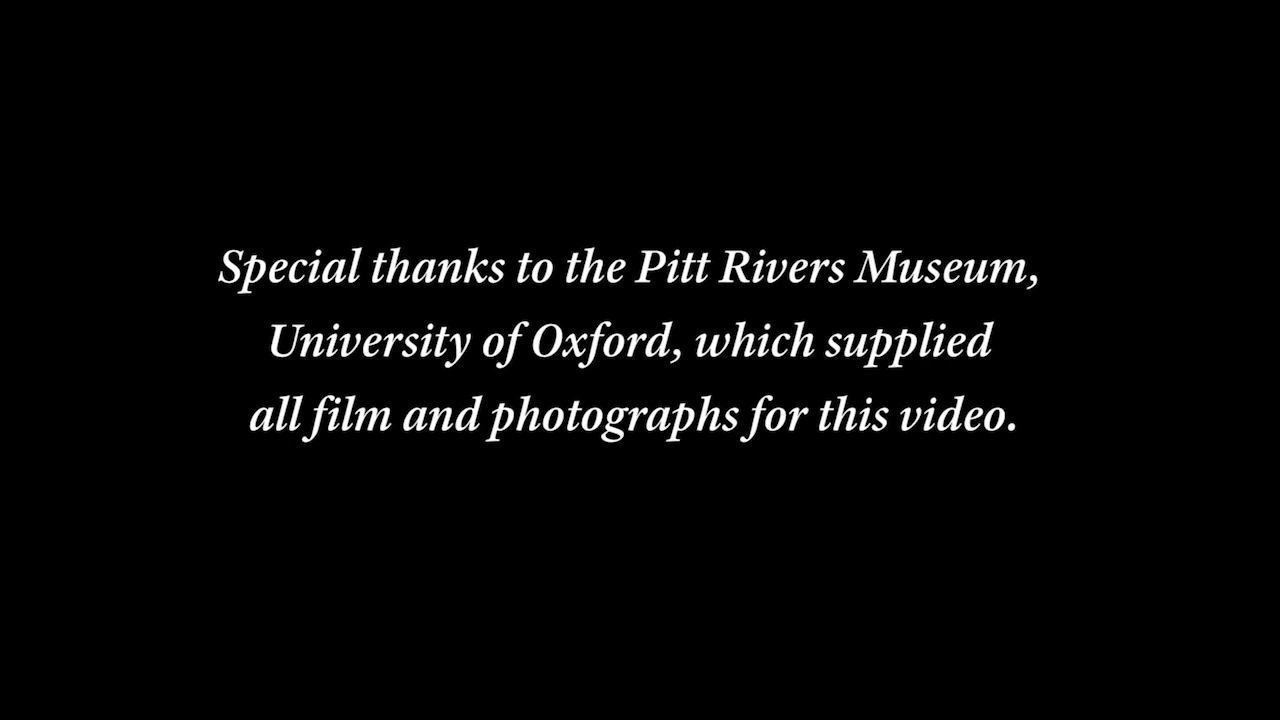 Special thanks to the Pitt Rivers Museum,
University of Oxford, which supplied
all film and photographs for this video.